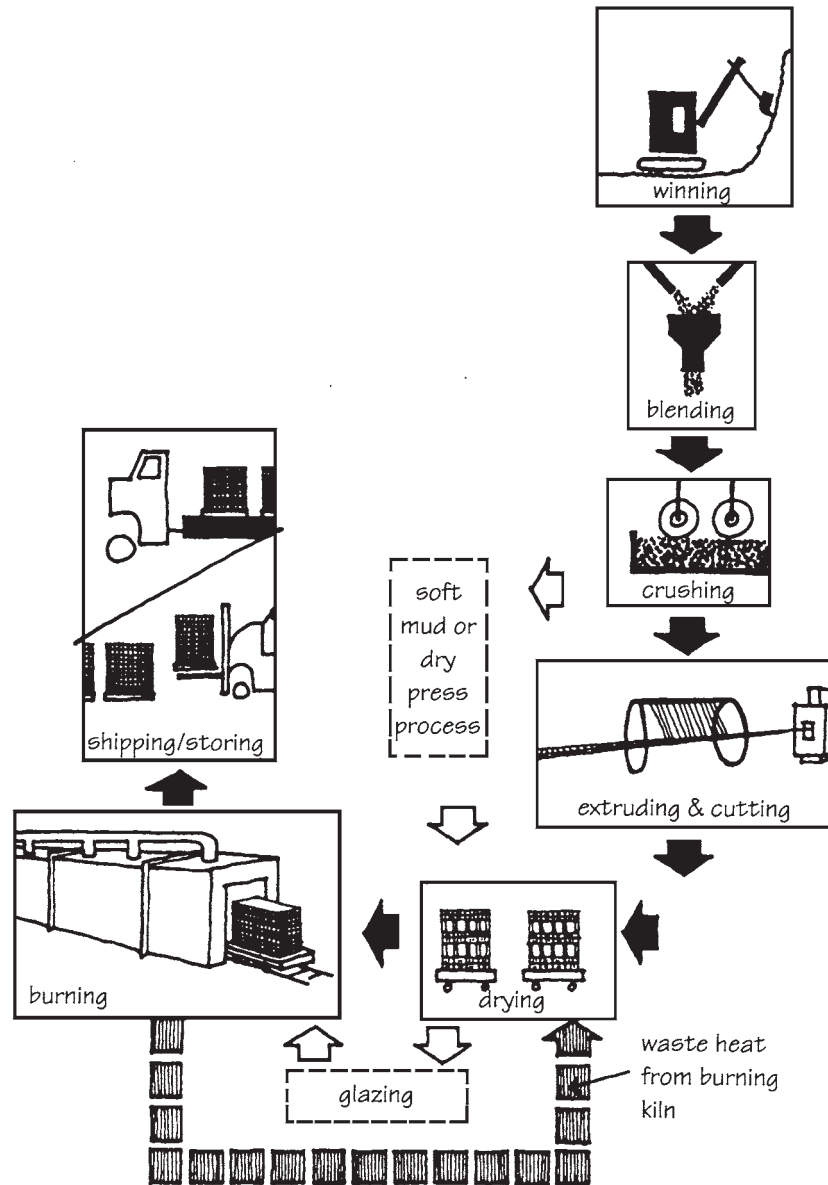 winning
blending
crushing
soft
mud or
dry
press
process
extruding & cutting
shipping/storing
drying
burning
glazing
waste heat
from burning
kiln